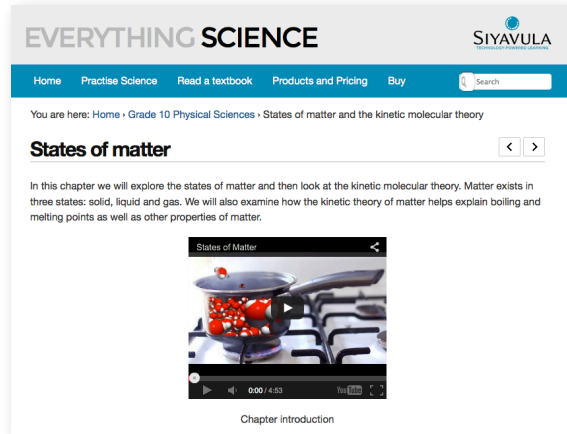 EVERYTHING SCIENCE
SIYAVULA
TECHNOLOGY-POWERED LEARNING
Home Practise Science Read a textbook Products and Pricing Buy Search
You are here: Home › Grade 10 Physical Sciences › States of matter and the kinetic molecular theory
States of matter
In this chapter we will explore the states of matter and then look at the kinetic molecular theory. Matter exists in
three states: solid, liquid and gas. We will also examine how the kinetic theory of matter helps explain boiling and
melting points as well as other properties of matter.
States of Matter
0:00 / 4:53 YouTube
Chapter introduction